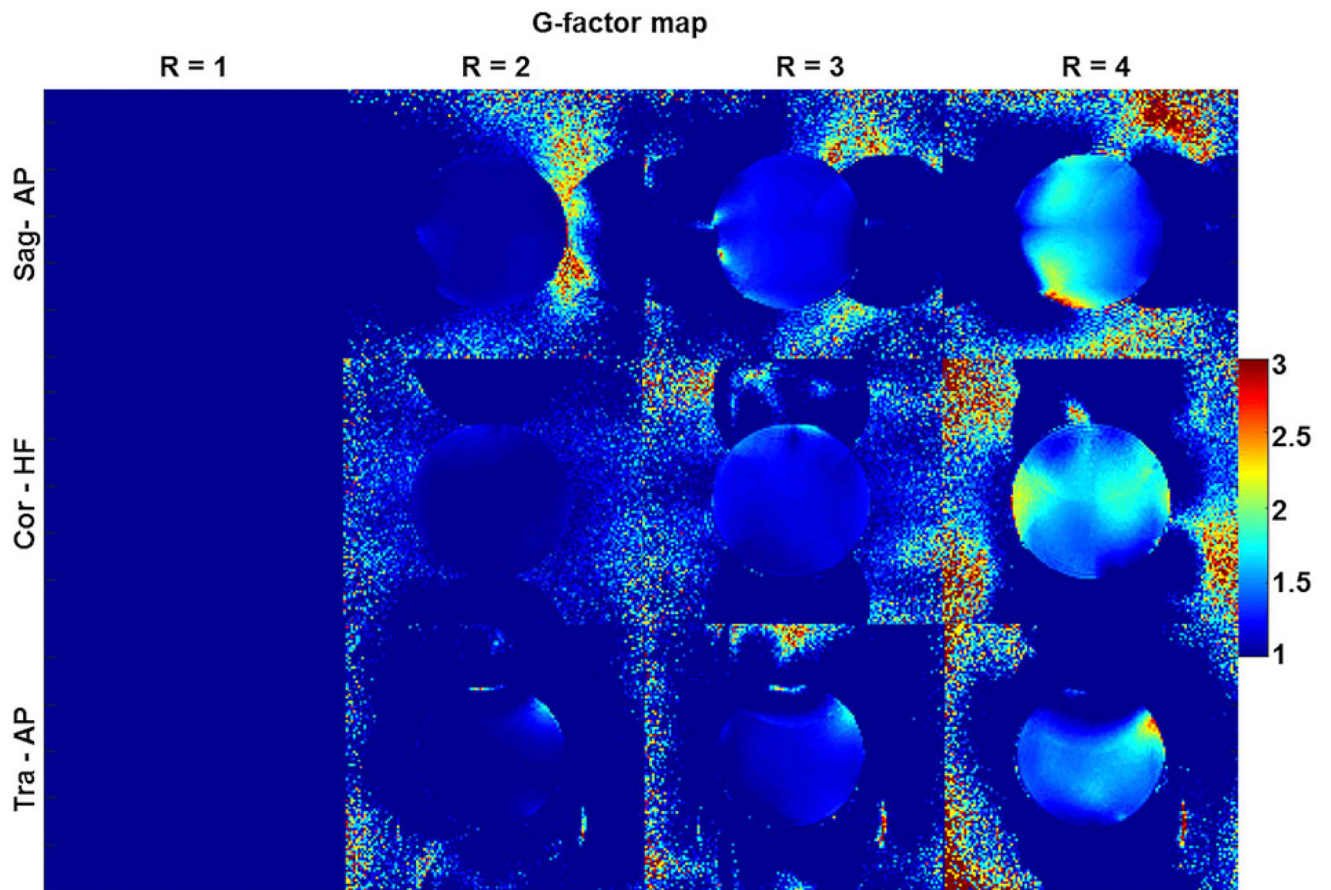 G-factor map
R = 1 R = 2 R = 3 R = 4
Sag- AP
Cor - HF
Tra - AP
3
2.5
2
1.5
1